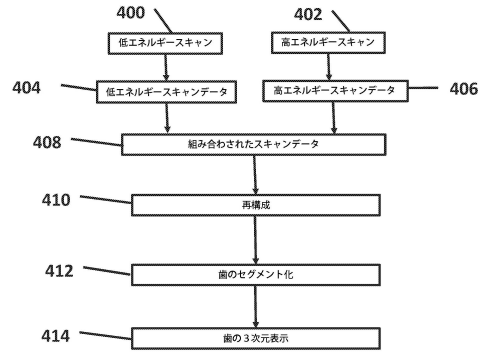 400
402
低エネルギースキャン
高エネルギースキャン
404
低エネルギースキャンデータ
高エネルギースキャンデータ
406
408
組み合わされたスキャンデータ
410
再構成
412
歯のセグメント化
414
歯の3次元表示